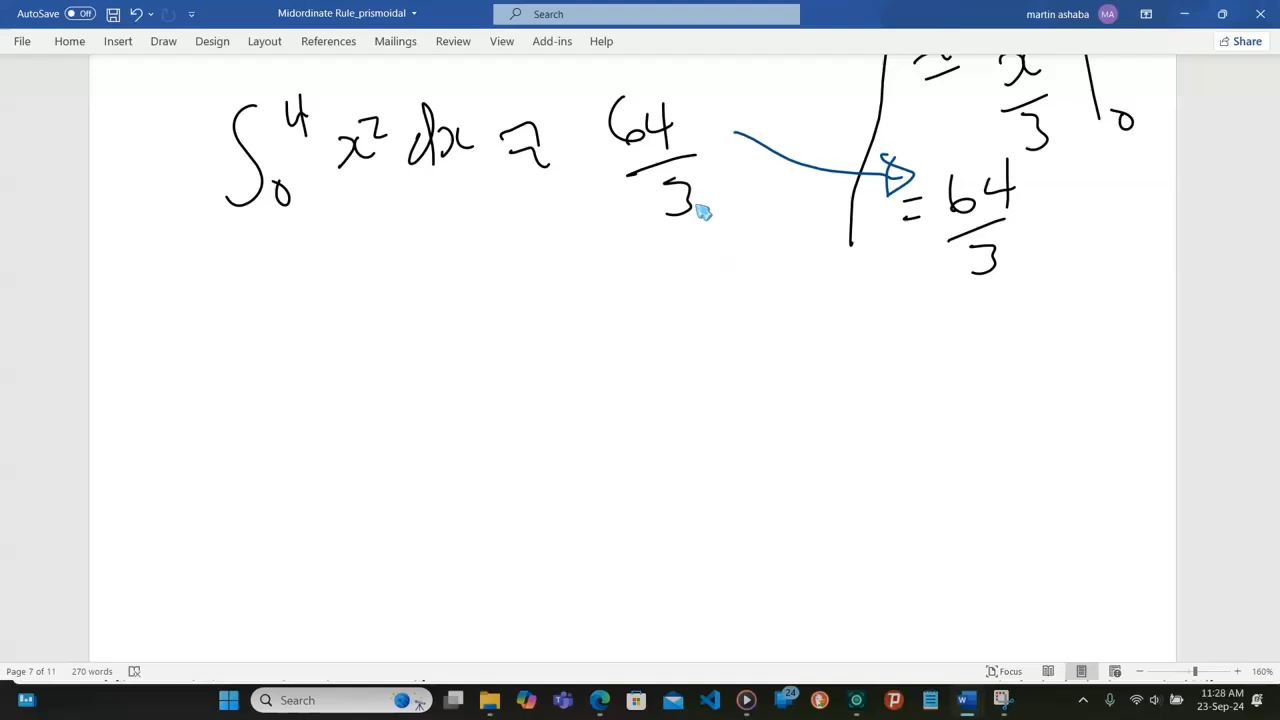 AutoSave Off Midordinate Rule_prismoidal Search martin ashaba MA
File Home Insert Draw Design Layout References Mailings Review View Add-ins Help Share
∫₀⁴ x² dx ≈ 64/3
x/3 |₀
= 64/3
Page 7 of 11 270 words Focus 160%
Search 24 11:28 AM
23-Sep-24